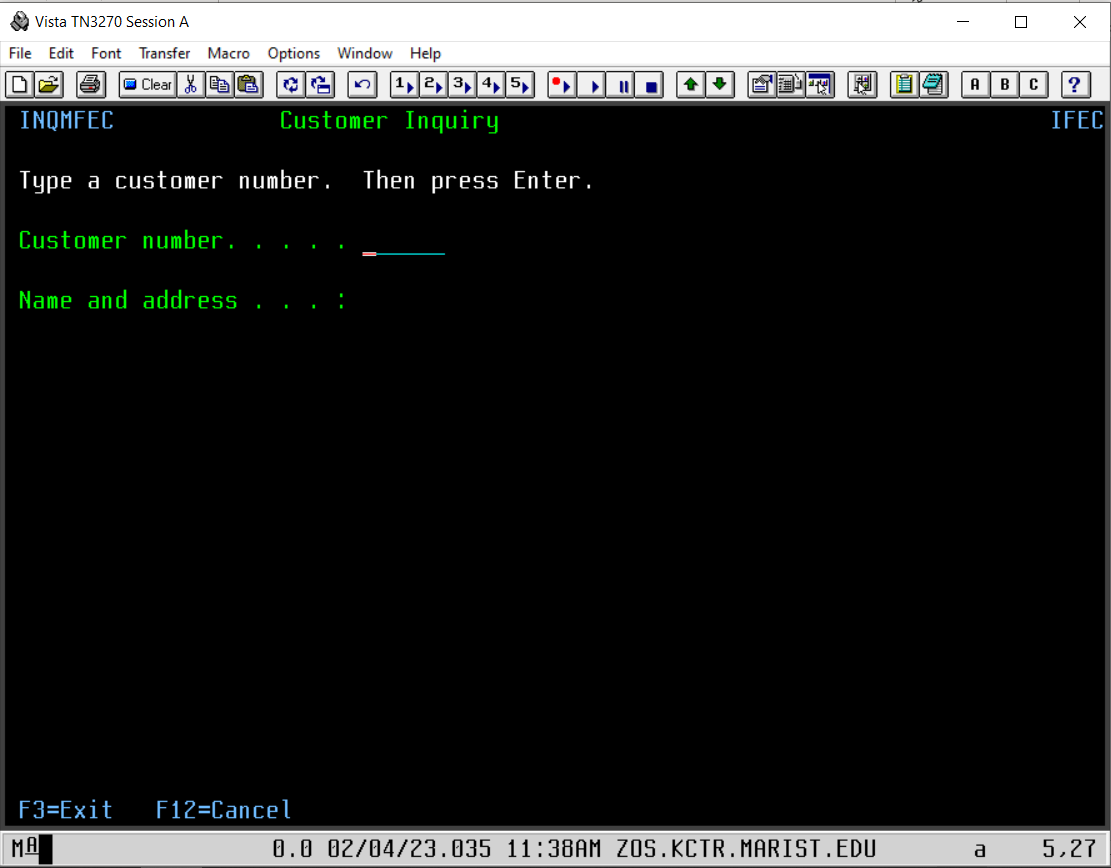 Vista TN3270 Session A
File Edit Font Transfer Macro Options Window Help
Clear 1 2 3 4 5 A B C ?
INQMFEC Customer Inquiry IFEC
Type a customer number. Then press Enter.
Customer number. . . . .
Name and address . . . :
F3=Exit F12=Cancel
MA 0.0 02/04/23.035 11:38AM ZOS.KCTR.MARIST.EDU a 5,27